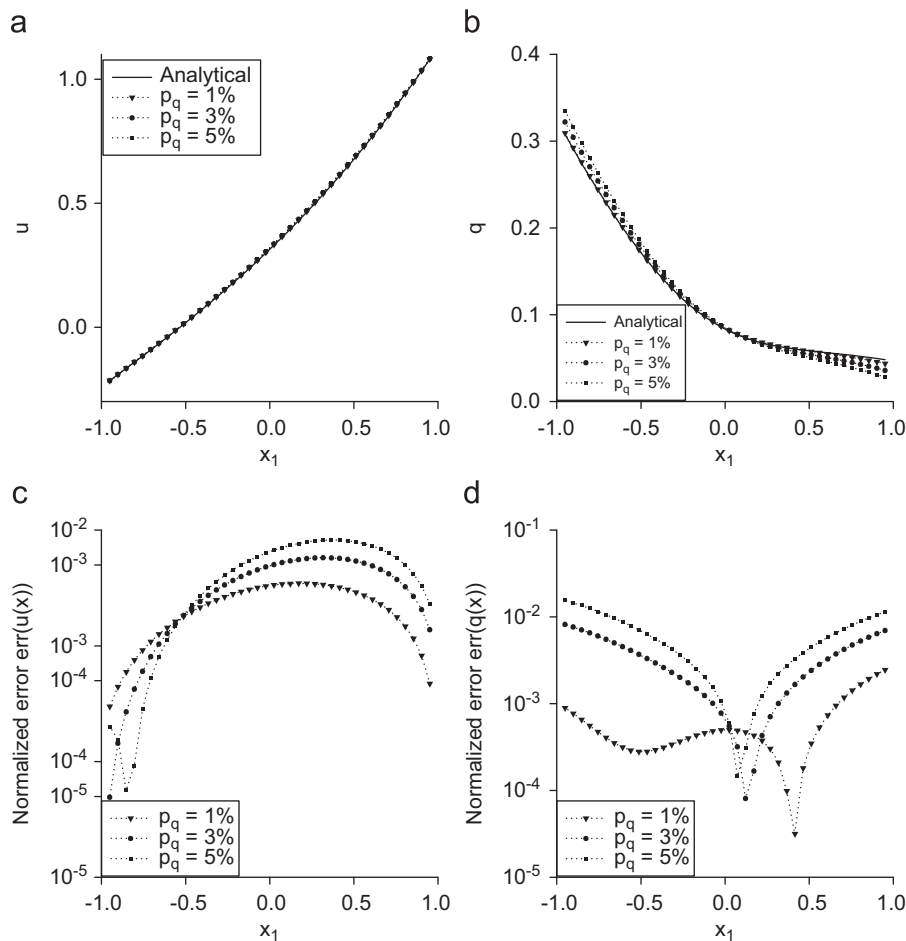 a
Analytical
p_q = 1%
p_q = 3%
p_q = 5%
1.0
0.5
0.0
u
-1.0 -0.5 0.0 0.5 1.0
x_1
b
0.4
0.3
0.2
0.1
0.0
q
Analytical
p_q = 1%
p_q = 3%
p_q = 5%
-1.0 -0.5 0.0 0.5 1.0
x_1
c
10^-2
10^-3
10^-3
10^-4
10^-4
10^-5
10^-5
Normalized error err(u(x))
p_q = 1%
p_q = 3%
p_q = 5%
-1.0 -0.5 0.0 0.5 1.0
x_1
d
10^-1
10^-2
10^-3
10^-4
10^-5
Normalized error err(q(x))
p_q = 1%
p_q = 3%
p_q = 5%
-1.0 -0.5 0.0 0.5 1.0
x_1